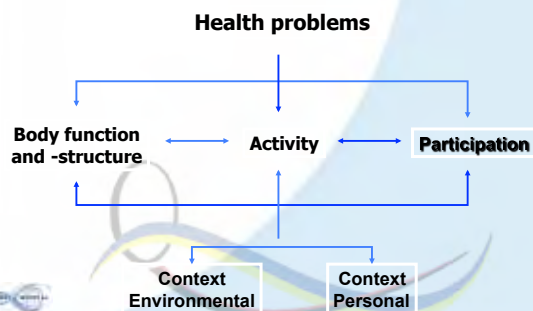 Health problems
Body function
and -structure
Activity
Participation
Context
Environmental
Context
Personal